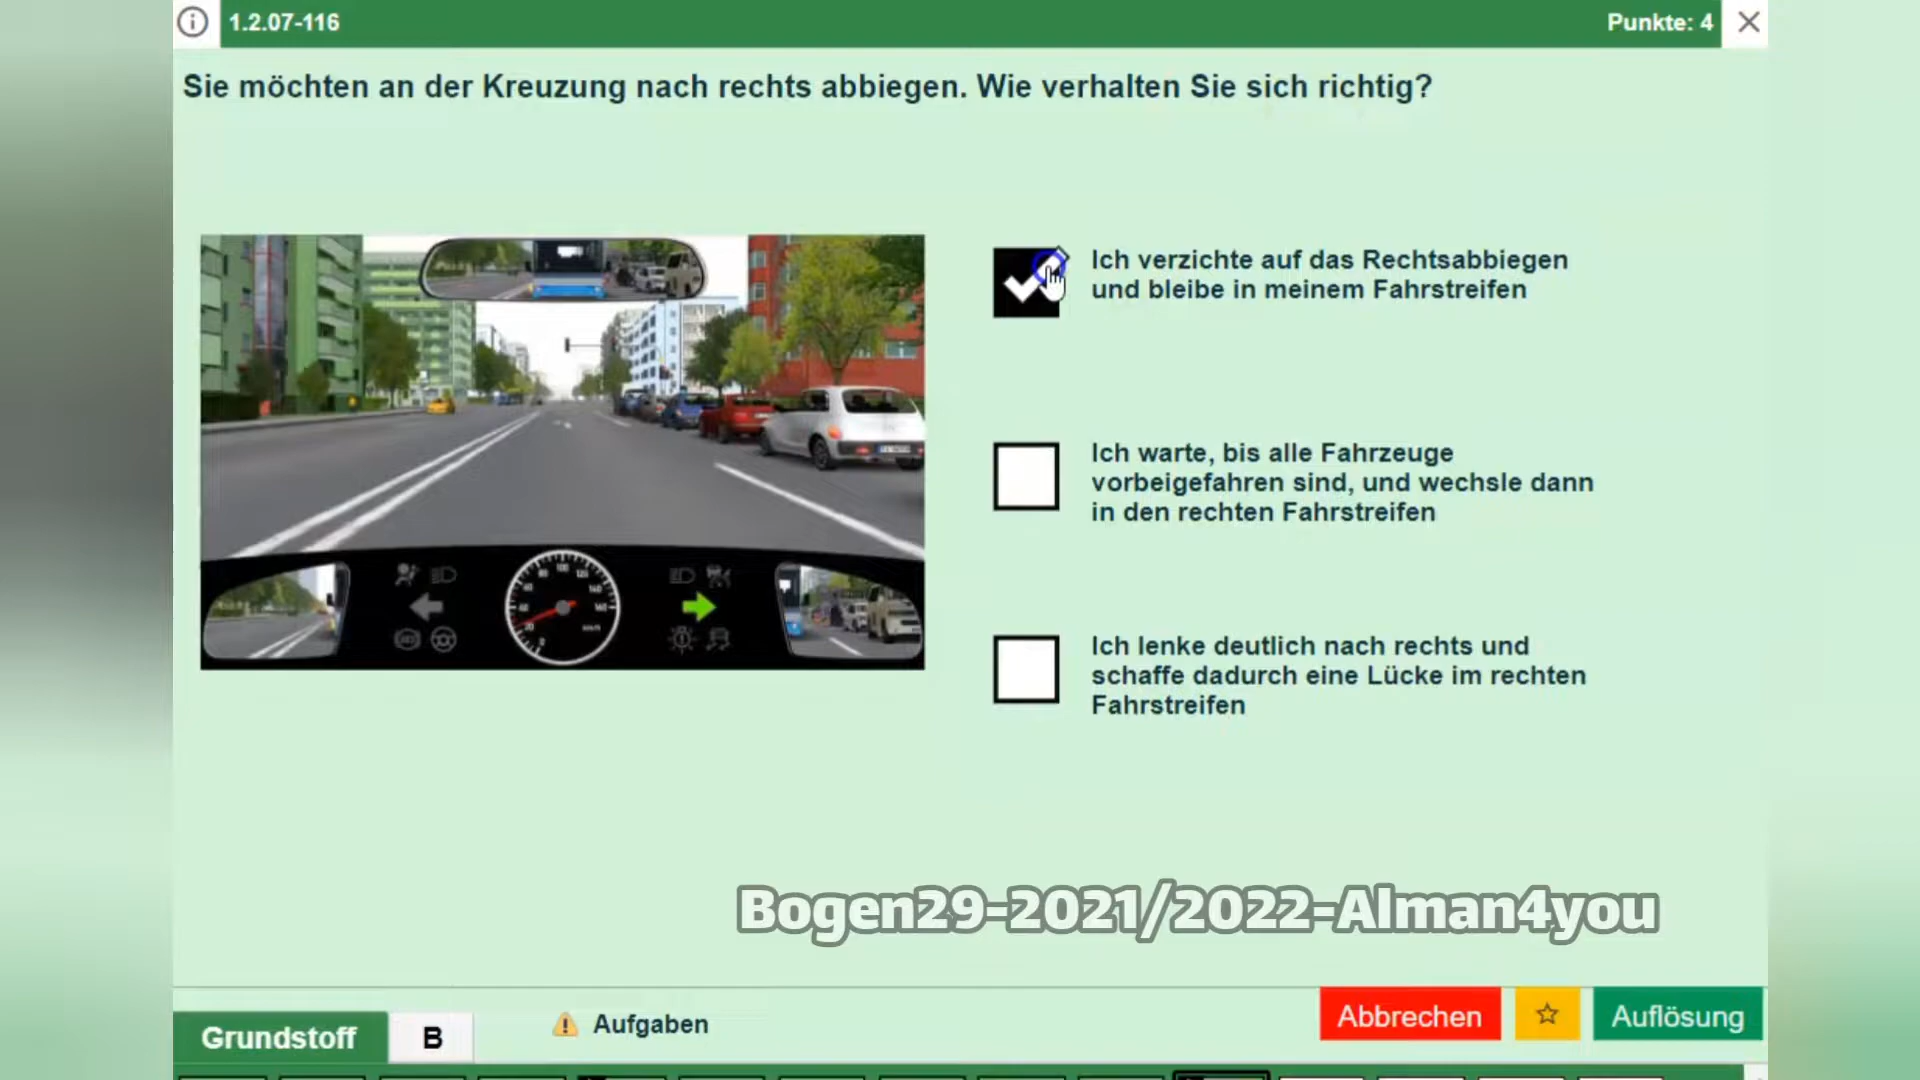 1.2.07-116
Punkte: 4
Sie möchten an der Kreuzung nach rechts abbiegen. Wie verhalten Sie sich richtig?
Ich verzichte auf das Rechtsabbiegen
und bleibe in meinem Fahrstreifen
Ich warte, bis alle Fahrzeuge
vorbeigefahren sind, und wechsle dann
in den rechten Fahrstreifen
Ich lenke deutlich nach rechts und
schaffe dadurch eine Lücke im rechten
Fahrstreifen
Bogen29-2021/2022-Alman4you
Abbrechen
Auflösung
Grundstoff
B
Aufgaben